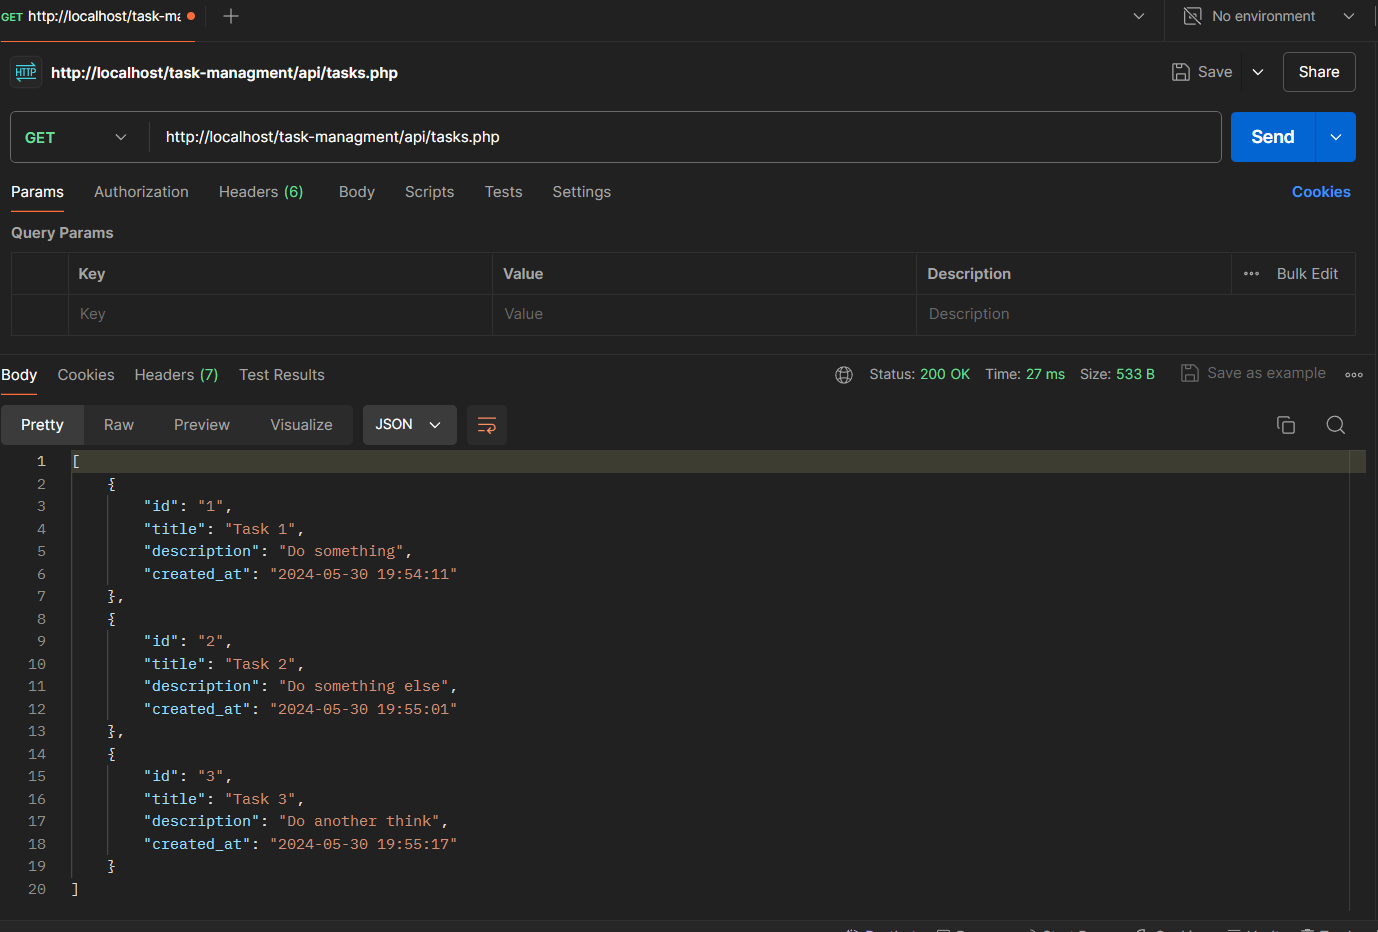 GET http://localhost/task-ma
No environment
HTTP http://localhost/task-managment/api/tasks.php
Save
Share
GET http://localhost/task-managment/api/tasks.php
Send
Params Authorization Headers (6) Body Scripts Tests Settings Cookies
Query Params
Key Value Description Bulk Edit
Key Value Description
Body Cookies Headers (7) Test Results Status: 200 OK Time: 27 ms Size: 533 B Save as example
Pretty Raw Preview Visualize JSON
1 [
2 {
3 "id": "1",
4 "title": "Task 1",
5 "description": "Do something",
6 "created_at": "2024-05-30 19:54:11"
7 },
8 {
9 "id": "2",
10 "title": "Task 2",
11 "description": "Do something else",
12 "created_at": "2024-05-30 19:55:01"
13 },
14 {
15 "id": "3",
16 "title": "Task 3",
17 "description": "Do another think",
18 "created_at": "2024-05-30 19:55:17"
19 }
20 ]